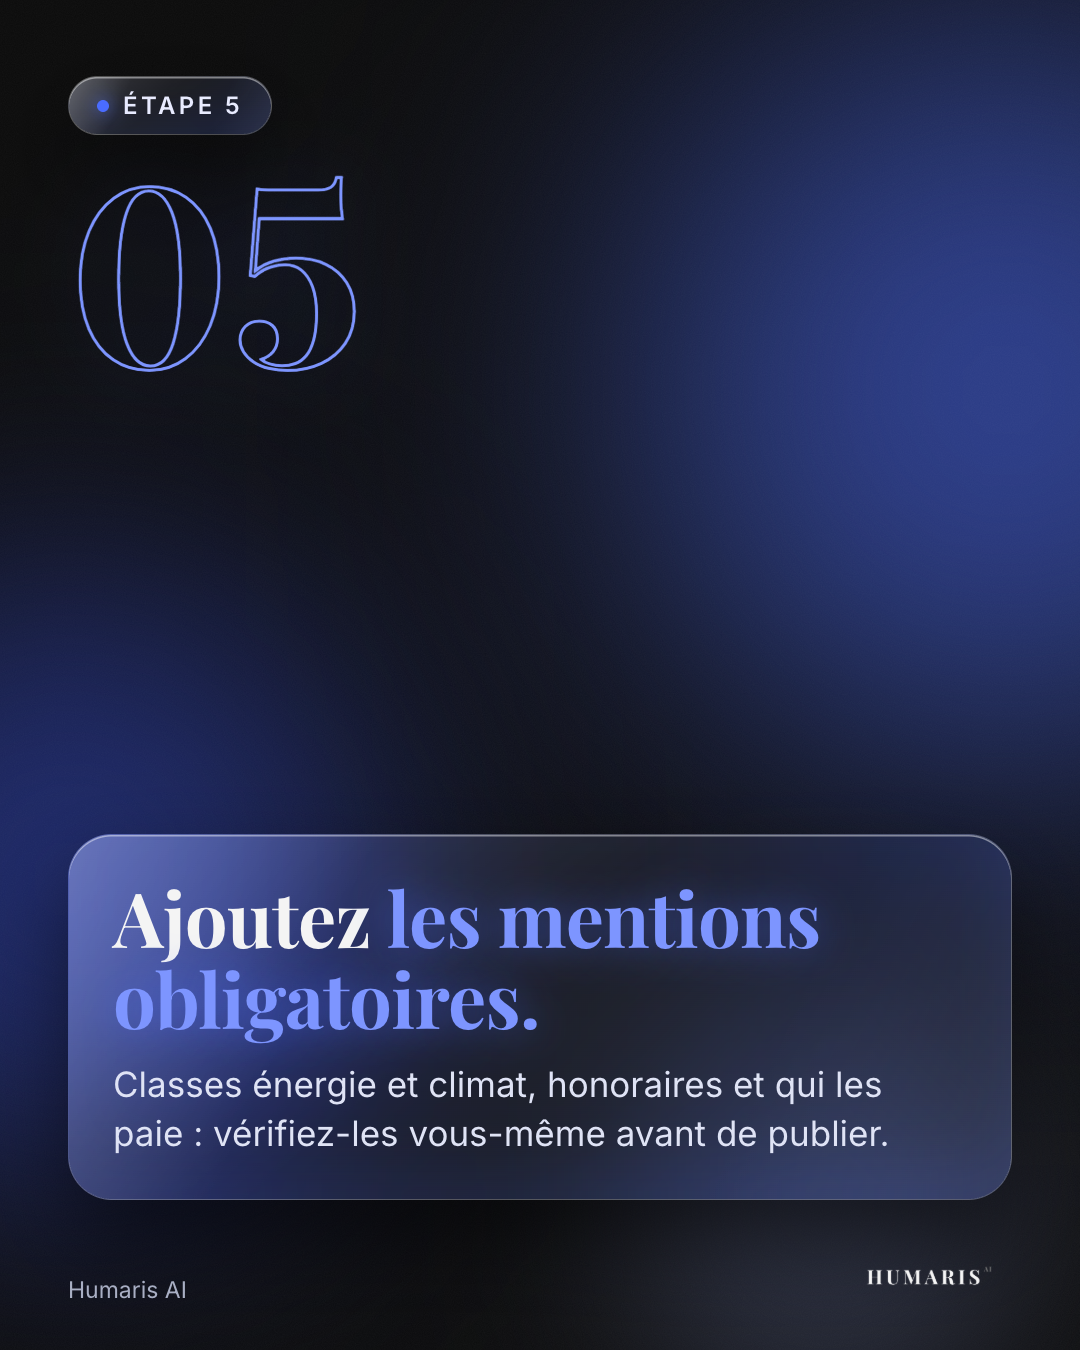 ÉTAPE 5
05
Ajoutez les mentions
obligatoires.
Classes énergie et climat, honoraires et qui les
paie : vérifiez-les vous-même avant de publier.
Humaris AI
HUMARIS AI